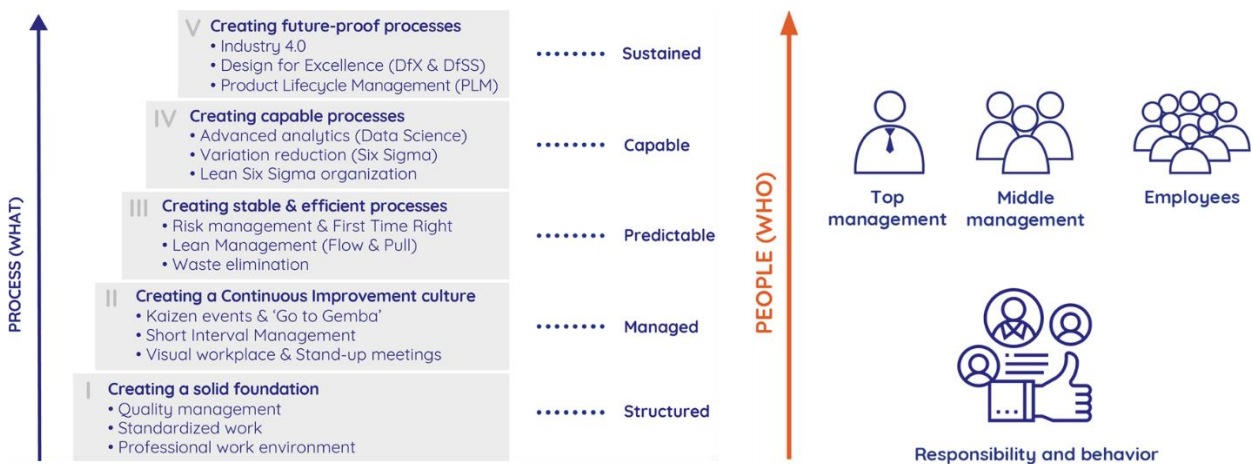 PROCESS (WHAT)
V Creating future-proof processes
• Industry 4.0
• Design for Excellence (DfX & DfSS)
• Product Lifecycle Management (PLM)
Sustained
IV Creating capable processes
• Advanced analytics (Data Science)
• Variation reduction (Six Sigma)
• Lean Six Sigma organization
Capable
III Creating stable & efficient processes
• Risk management & First Time Right
• Lean Management (Flow & Pull)
• Waste elimination
Predictable
II Creating a Continuous Improvement culture
• Kaizen events & ‘Go to Gemba’
• Short Interval Management
• Visual workplace & Stand-up meetings
Managed
I Creating a solid foundation
• Quality management
• Standardized work
• Professional work environment
Structured
PEOPLE (WHO)
Top
management
Middle
management
Employees
Responsibility and behavior